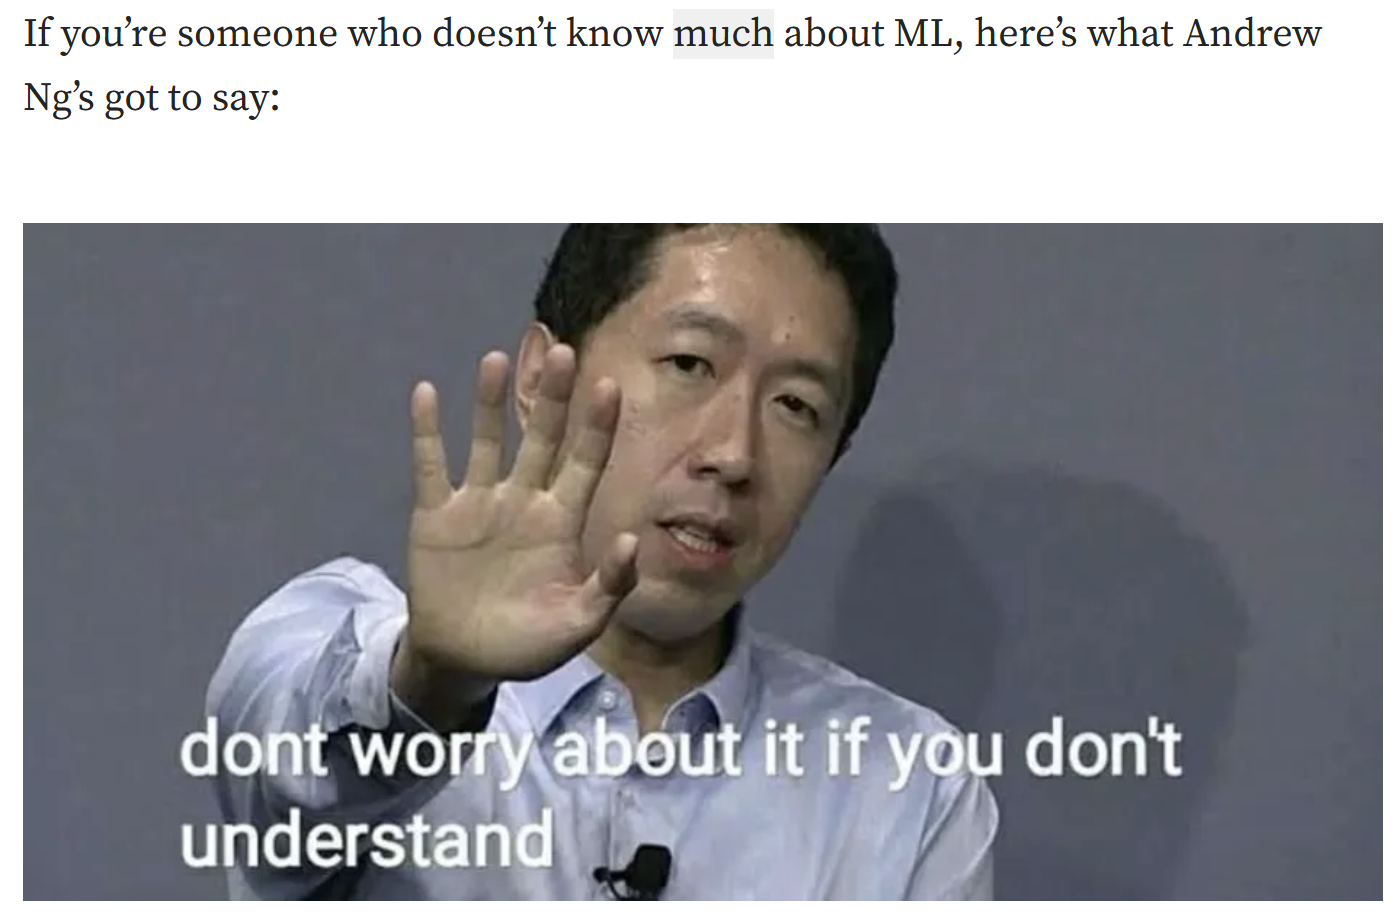 If you’re someone who doesn’t know much about ML, here’s what Andrew
Ng’s got to say:
dont worry about it if you don't
understand